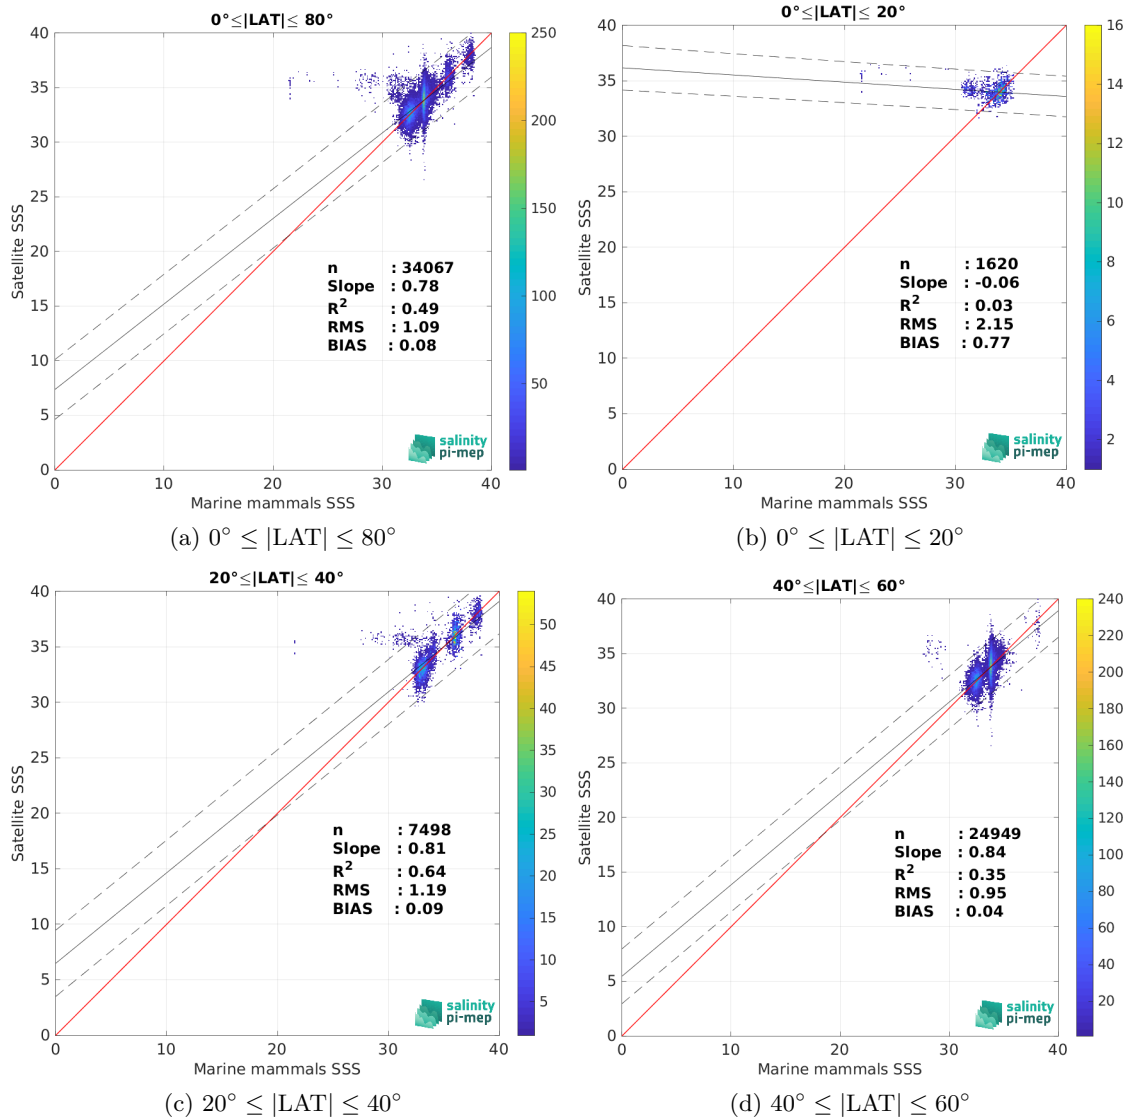 0°≤|LAT|≤ 80°
40
35
30
25
20
15
10
5
0
Satellite SSS
0
10
20
30
40
Marine mammals SSS
250
200
150
100
50
n : 34067
Slope : 0.78
R² : 0.49
RMS : 1.09
BIAS : 0.08
salinity
pi-mep
(a) 0° ≤ |LAT| ≤ 80°
0°≤|LAT|≤ 20°
40
35
30
25
20
15
10
5
0
Satellite SSS
0
10
20
30
40
Marine mammals SSS
16
14
12
10
8
6
4
2
n : 1620
Slope : -0.06
R² : 0.03
RMS : 2.15
BIAS : 0.77
salinity
pi-mep
(b) 0° ≤ |LAT| ≤ 20°
20°≤|LAT|≤ 40°
40
35
30
25
20
15
10
5
0
Satellite SSS
0
10
20
30
40
Marine mammals SSS
50
45
40
35
30
25
20
15
10
5
n : 7498
Slope : 0.81
R² : 0.64
RMS : 1.19
BIAS : 0.09
salinity
pi-mep
(c) 20° ≤ |LAT| ≤ 40°
40°≤|LAT|≤ 60°
40
35
30
25
20
15
10
5
0
Satellite SSS
0
10
20
30
40
Marine mammals SSS
240
220
200
180
160
140
120
100
80
60
40
20
n : 24949
Slope : 0.84
R² : 0.35
RMS : 0.95
BIAS : 0.04
salinity
pi-mep
(d) 40° ≤ |LAT| ≤ 60°